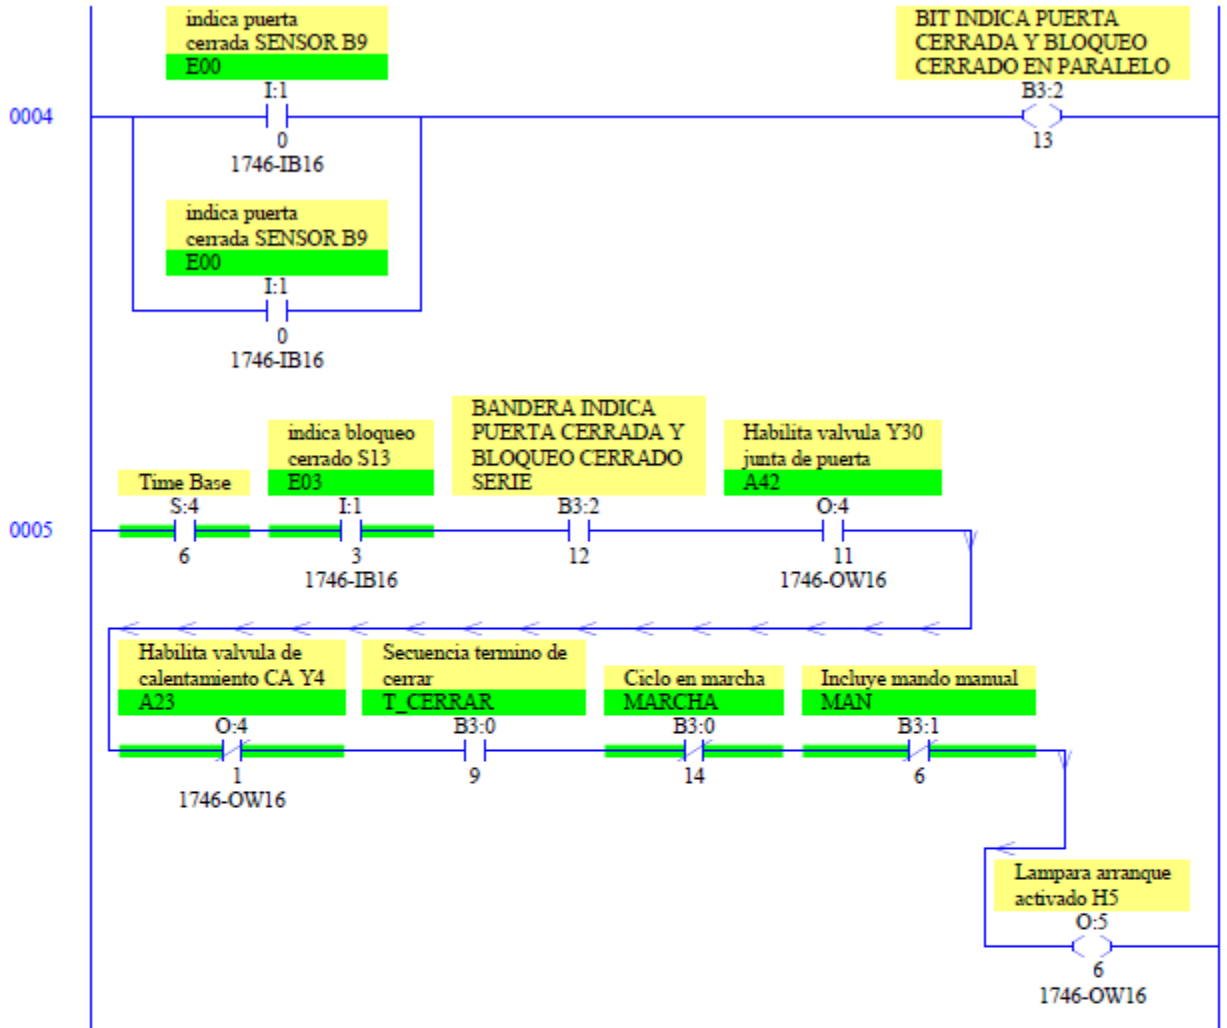 indica puerta
cerrada SENSOR B9
E00
I:1
0
1746-IB16
BIT INDICA PUERTA
CERRADA Y BLOQUEO
CERRADO EN PARALELO
B3:2
13
0004
indica puerta
cerrada SENSOR B9
E00
I:1
0
1746-IB16
0005
Time Base
S:4
6
indica bloqueo
cerrado S13
E03
I:1
3
1746-IB16
BANDERA INDICA
PUERTA CERRADA Y
BLOQUEO CERRADO
SERIE
B3:2
12
Habilita valvula Y30
junta de puerta
A42
O:4
11
1746-OW16
Habilita valvula de
calentamiento CA Y4
A23
O:4
1
1746-OW16
Secuencia termino de
cerrar
T_CERRAR
B3:0
9
Ciclo en marcha
MARCHA
B3:0
14
Incluye mando manual
MAN
B3:1
6
Lampara arranque
activado H5
O:5
6
1746-OW16